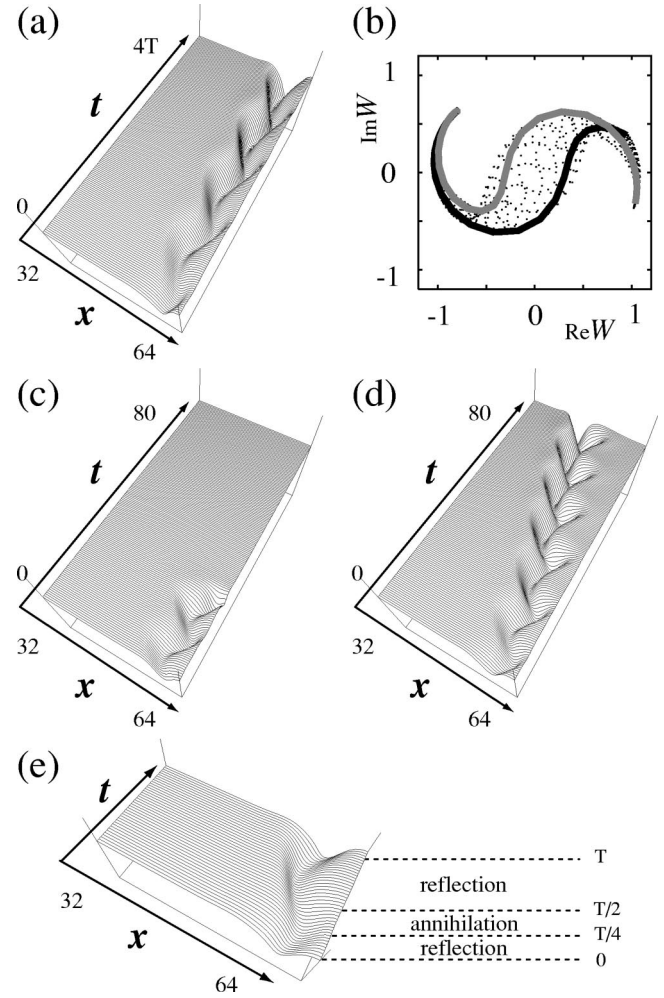 (a)
4T
t
0
32
x
64
(b)
1
ImW
0
-1
-1
0
1
ReW
(c)
80
t
0
32
x
64
(d)
80
t
0
32
x
64
(e)
t
32
x
64
T
reflection
T/2
annihilation
T/4
reflection
0